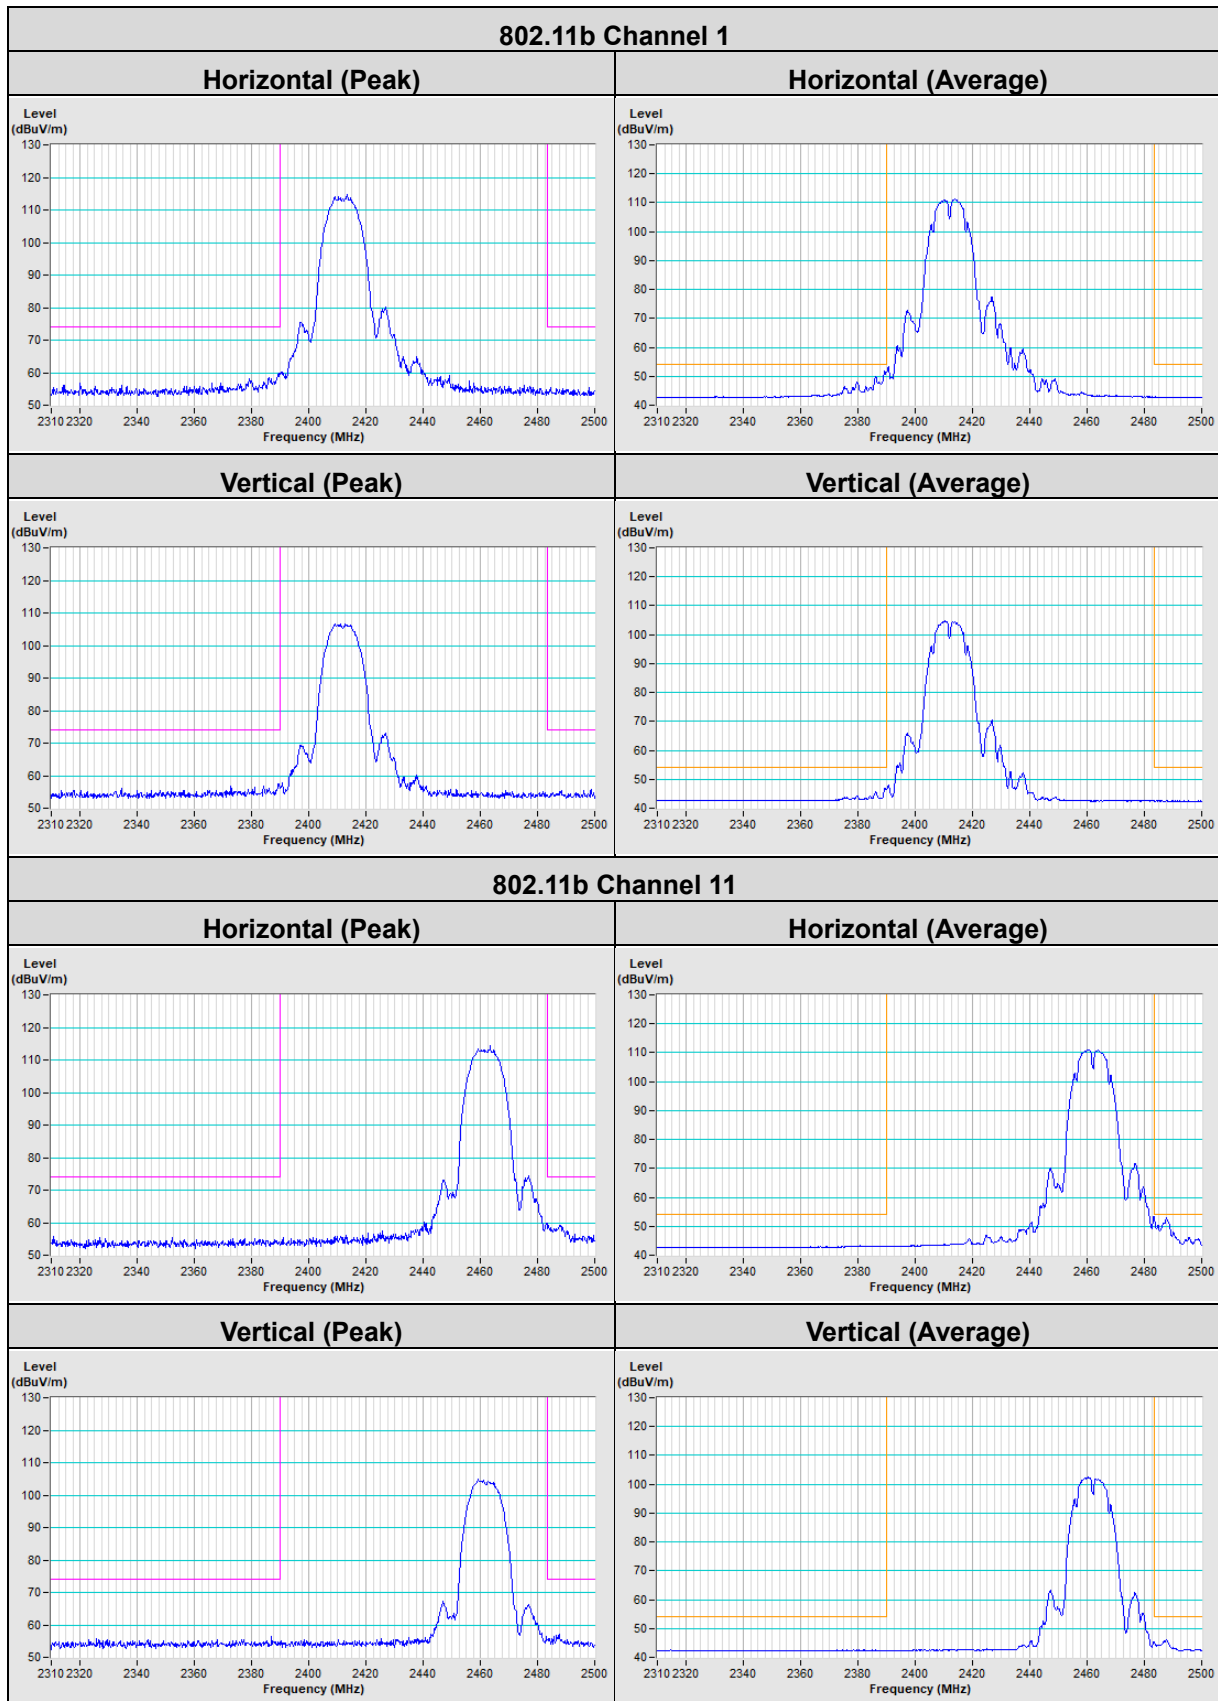 802.11b Channel 1
Horizontal (Peak) Horizontal (Average)
Level Level
(dBuV/m) (dBuV/m)
130 130
120 120
110 110
100 100
90 90
80 80
70 70
60 60
50 50
40
2310 2320 2340 2360 2380 2400 2420 2440 2460 2480 2500 2310 2320 2340 2360 2380 2400 2420 2440 2460 2480 2500
Frequency (MHz) Frequency (MHz)
Vertical (Peak) Vertical (Average)
Level Level
(dBuV/m) (dBuV/m)
130 130
120 120
110 110
100 100
90 90
80 80
70 70
60 60
50 50
40
2310 2320 2340 2360 2380 2400 2420 2440 2460 2480 2500 2310 2320 2340 2360 2380 2400 2420 2440 2460 2480 2500
Frequency (MHz) Frequency (MHz)
802.11b Channel 11
Horizontal (Peak) Horizontal (Average)
Level Level
(dBuV/m) (dBuV/m)
130 130
120 120
110 110
100 100
90 90
80 80
70 70
60 60
50 50
40
2310 2320 2340 2360 2380 2400 2420 2440 2460 2480 2500 2310 2320 2340 2360 2380 2400 2420 2440 2460 2480 2500
Frequency (MHz) Frequency (MHz)
Vertical (Peak) Vertical (Average)
Level Level
(dBuV/m) (dBuV/m)
130 130
120 120
110 110
100 100
90 90
80 80
70 70
60 60
50 50
40
2310 2320 2340 2360 2380 2400 2420 2440 2460 2480 2500 2310 2320 2340 2360 2380 2400 2420 2440 2460 2480 2500
Frequency (MHz) Frequency (MHz)